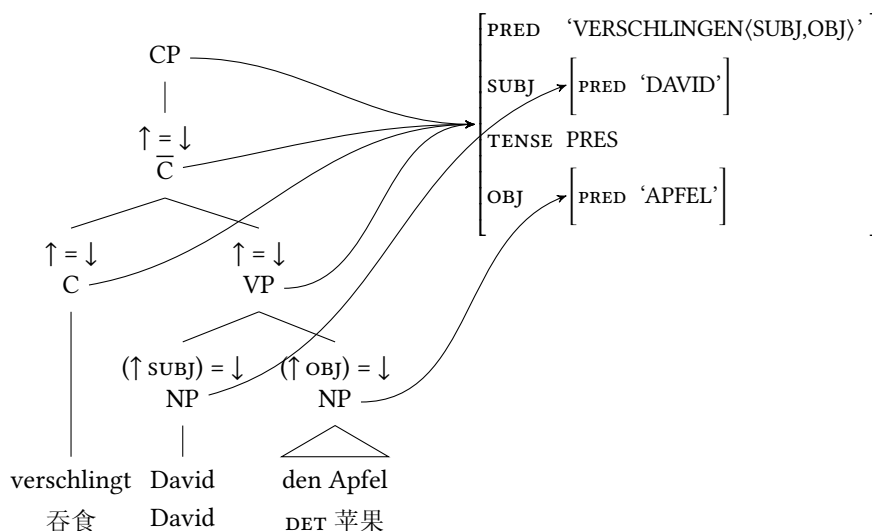 PRED ‘VERSCHLINGEN⟨SUBJ,OBJ⟩’
CP
SUBJ [PRED ‘DAVID’]
↑ = ↓
TENSE PRES
C̅
OBJ [PRED ‘APFEL’]
↑ = ↓ ↑ = ↓
C VP
(↑ SUBJ) = ↓ (↑ OBJ) = ↓
NP NP
verschlingt David den Apfel
吞食 David DET 苹果